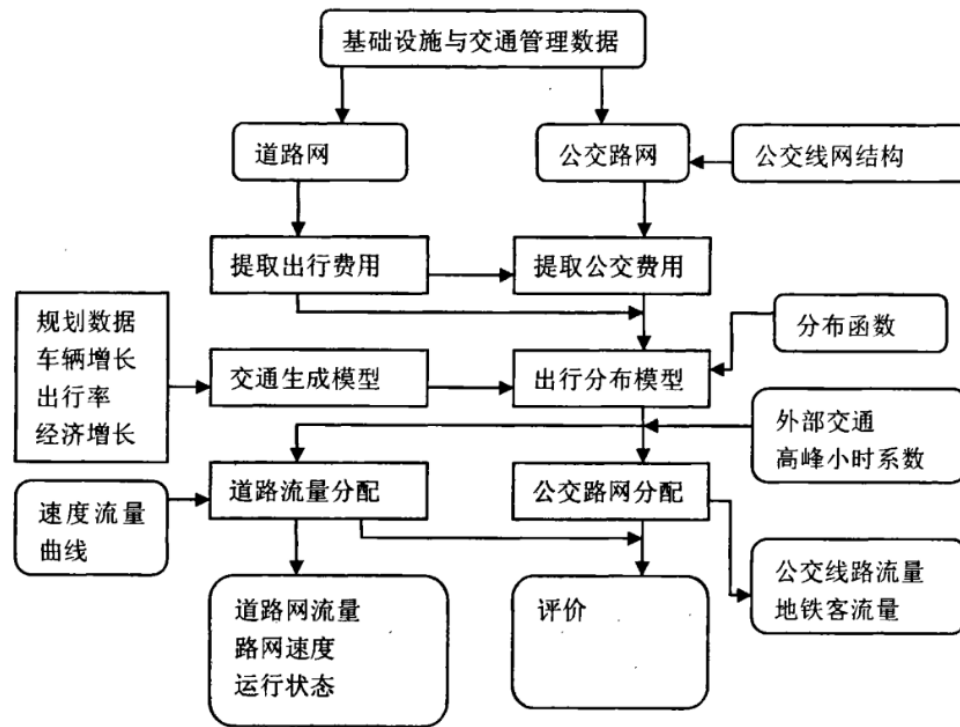 基础设施与交通管理数据
道路网
公交路网
公交线网结构
提取出行费用
提取公交费用
规划数据
车辆增长
出行率
经济增长
交通生成模型
出行分布模型
分布函数
外部交通
高峰小时系数
道路流量分配
公交路网分配
速度流量
曲线
道路网流量
路网速度
运行状态
评价
公交线路流量
地铁客流量